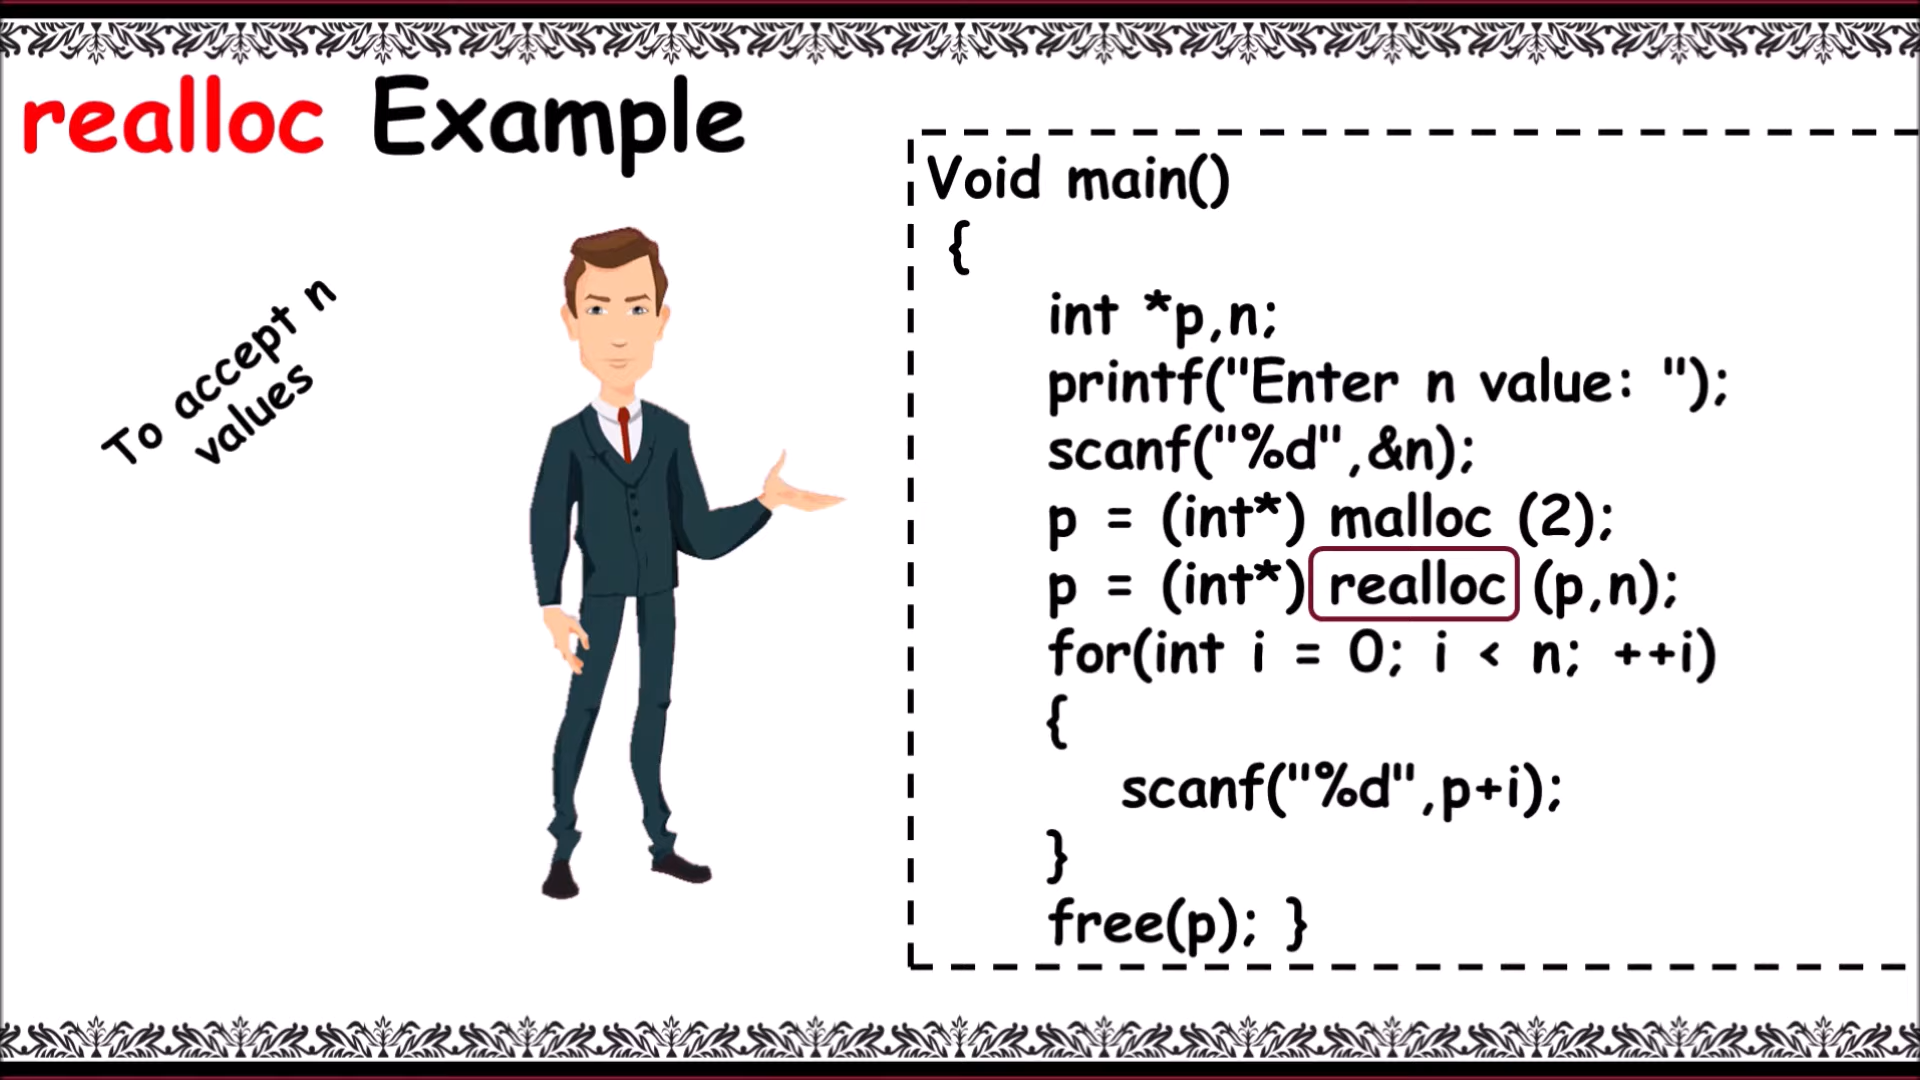 realloc Example
To accept n
values
Void main()
{
int *p,n;
printf("Enter n value: ");
scanf("%d",&n);
p = (int*) malloc (2);
p = (int*) realloc (p,n);
for(int i = 0; i < n; ++i)
{
scanf("%d",p+i);
}
free(p); }